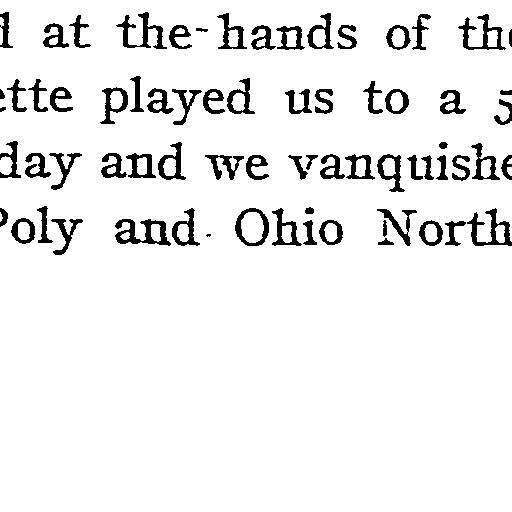 at the hands of the
ette played us to a 5
day and we vanquishe
Poly and Ohio North